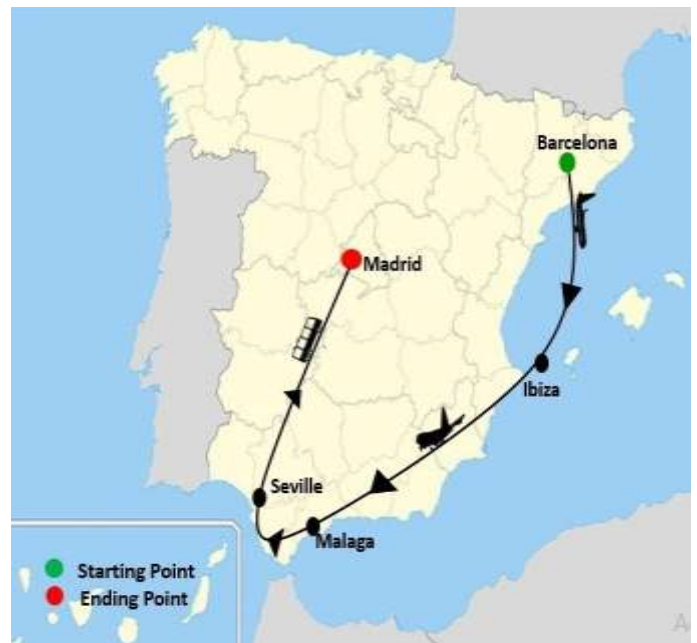 Barcelona
Madrid
Ibiza
Seville
Malaga
Starting Point
Ending Point